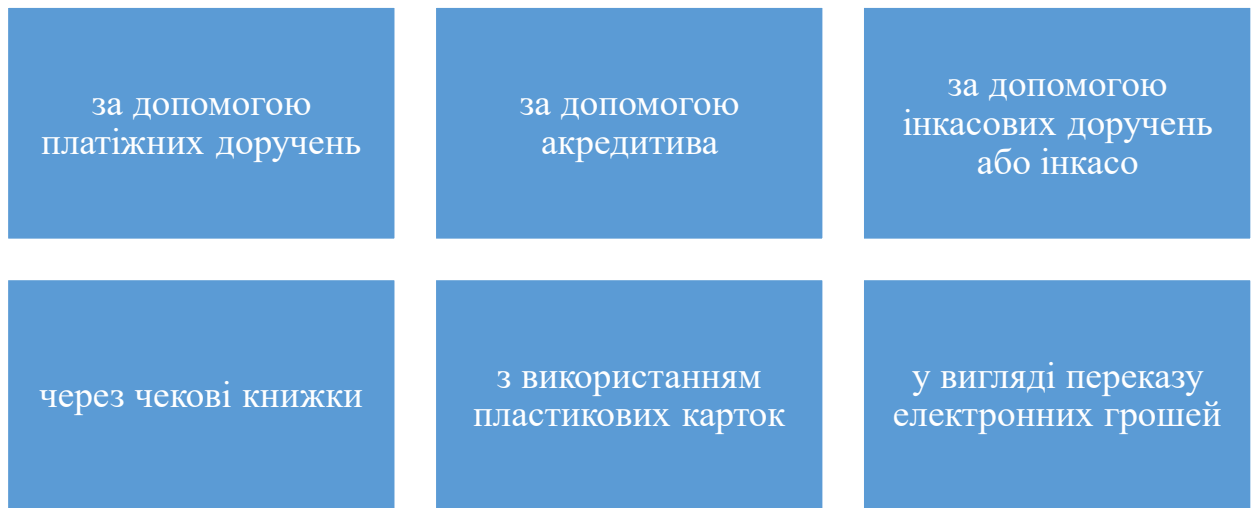 за допомогою
платіжних доручень
за допомогою
акредитива
за допомогою
інкасових доручень
або інкасо
через чекові книжки
з використанням
пластикових карток
у вигляді переказу
електронних грошей